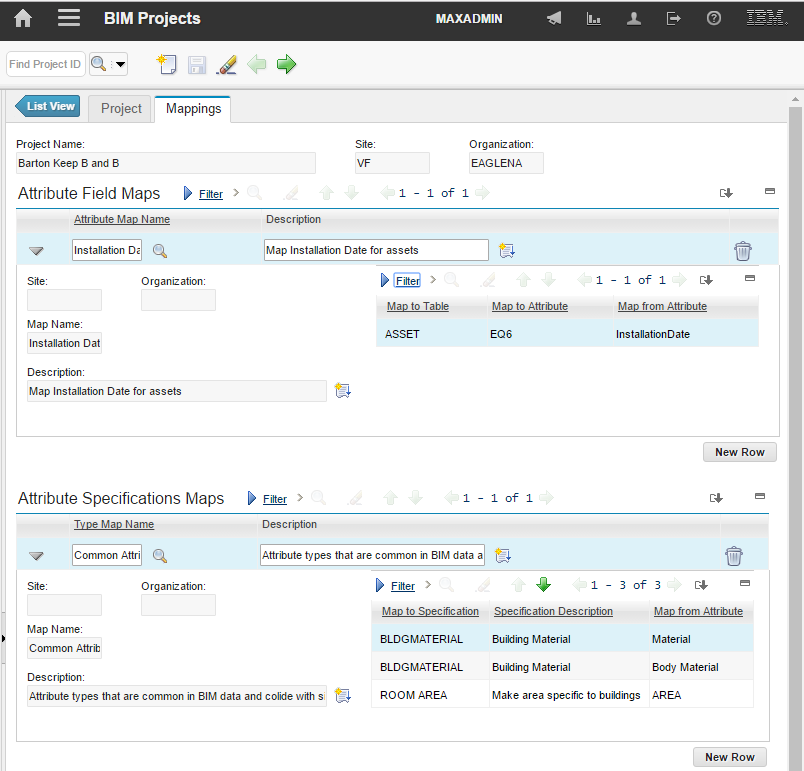 BIM Projects MAXADMIN IBM.
Find Project ID
List View Project Mappings
Project Name: Site: Organization:
Barton Keep B and B VF EAGLENA
Attribute Field Maps Filter 1 - 1 of 1
Attribute Map Name Description
Installation Da Map Installation Date for assets
Site: Organization: Filter 1 - 1 of 1
Map to Table Map to Attribute Map from Attribute
Map Name: ASSET EQ6 InstallationDate
Installation Dat
Description:
Map Installation Date for assets
New Row
Attribute Specifications Maps Filter 1 - 1 of 1
Type Map Name Description
Common Attri Attribute types that are common in BIM data a
Site: Organization: Filter 1 - 3 of 3
Map to Specification Specification Description Map from Attribute
Map Name: BLDGMATERIAL Building Material Material
Common Attrib
BLDGMATERIAL Building Material Body Material
Description:
Attribute types that are common in BIM data and colide with si ROOM AREA Make area specific to buildings AREA
New Row